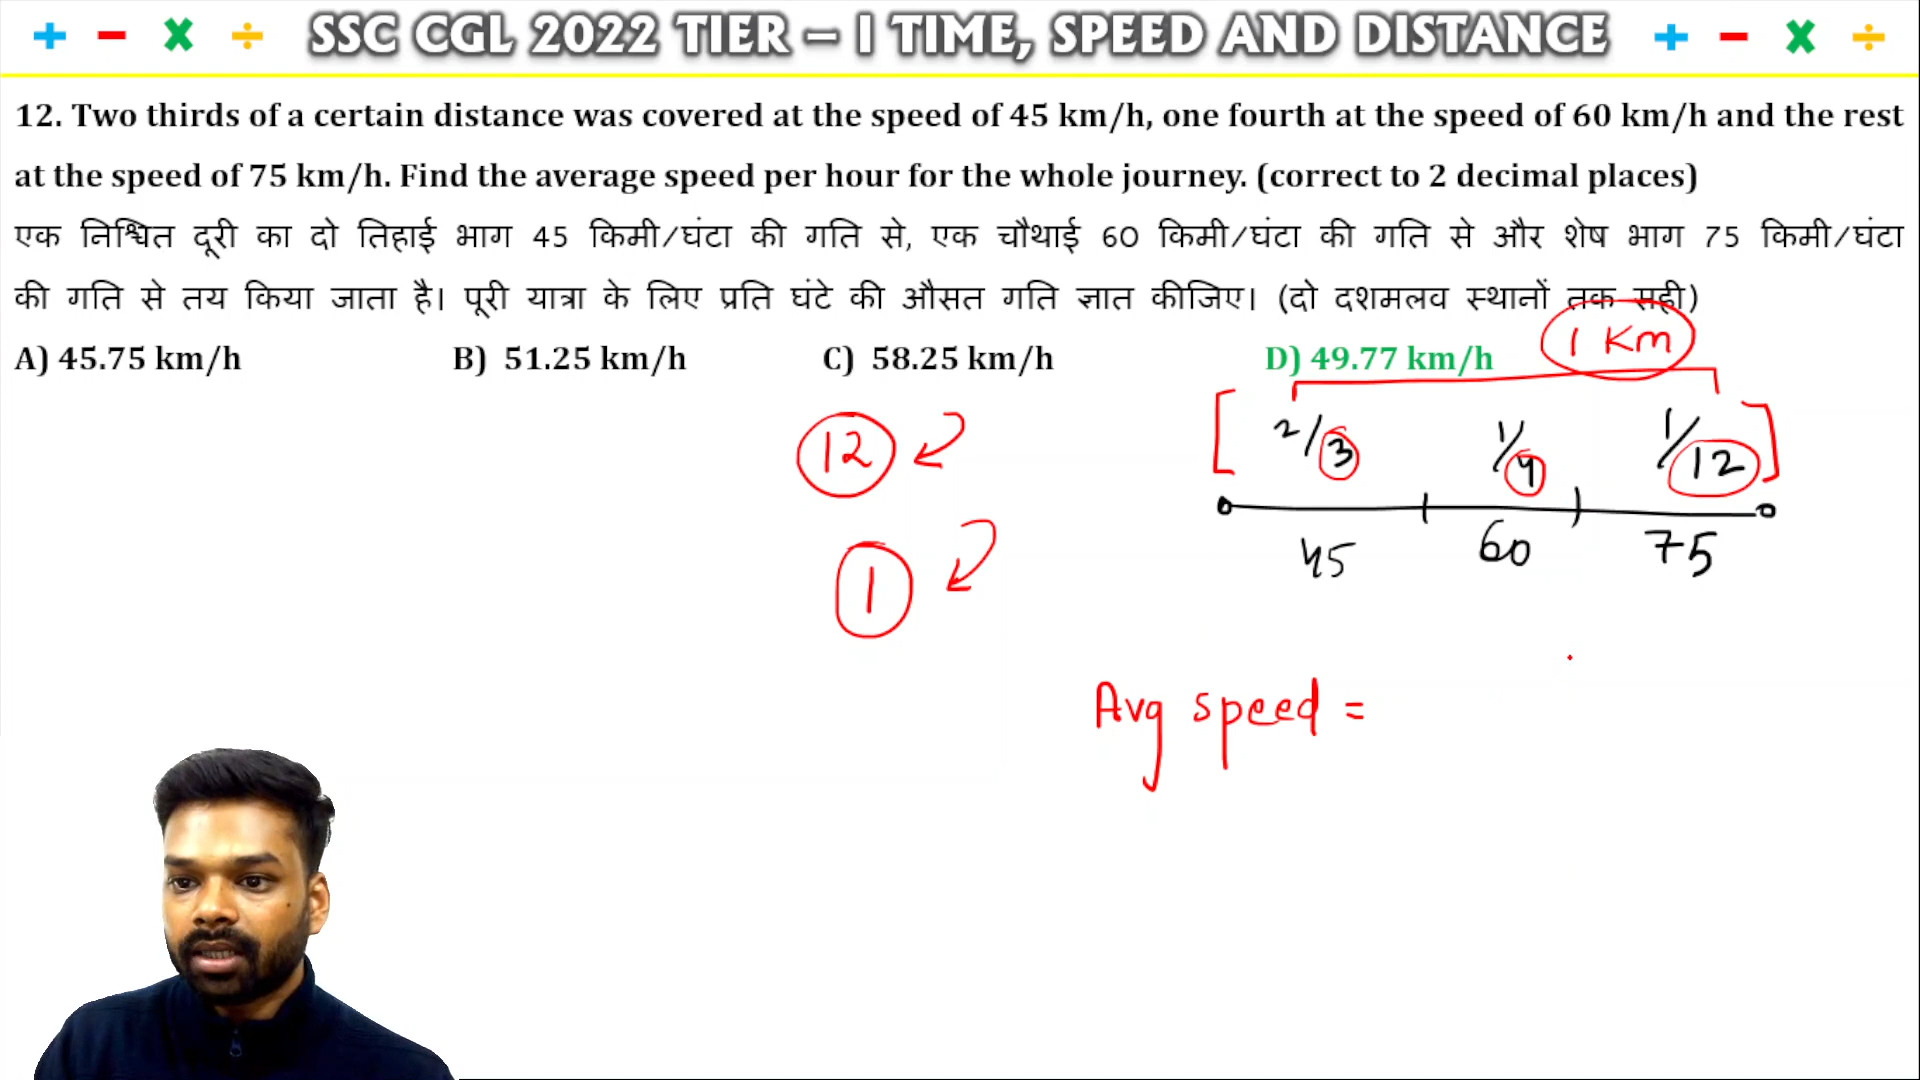 + - x ÷ SSC CGL 2022 TIER – I TIME, SPEED AND DISTANCE + - x ÷
12. Two thirds of a certain distance was covered at the speed of 45 km/h, one fourth at the speed of 60 km/h and the rest
at the speed of 75 km/h. Find the average speed per hour for the whole journey. (correct to 2 decimal places)
एक निश्चित दूरी का दो तिहाई भाग 45 किमी/घंटा की गति से, एक चौथाई 60 किमी/घंटा की गति से और शेष भाग 75 किमी/घंटा
की गति से तय किया जाता है। पूरी यात्रा के लिए प्रति घंटे की औसत गति ज्ञात कीजिए। (दो दशमलव स्थानों तक सही)
A) 45.75 km/h B) 51.25 km/h C) 58.25 km/h D) 49.77 km/h
1 Km
12 [ 2/3 1/4 1/12 ]
45 60 75
1
Avg speed =